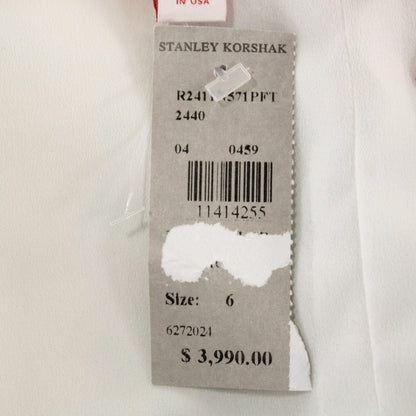 IN USA
STANLEY KORSHAK
2440
04 0459
11414255
Size: 6
6272024
$ 3,990.00